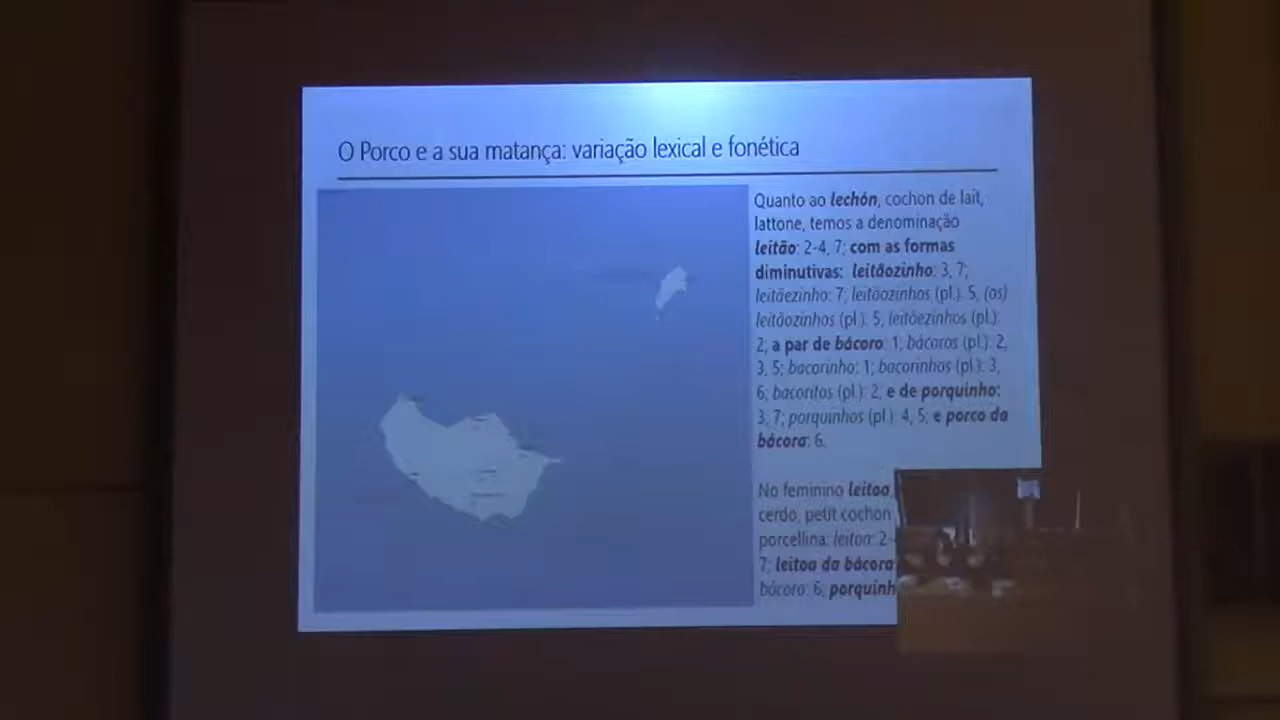 O Porco e a sua matança: variação lexical e fonética
Quanto ao lechón, cochon de lait,
lattone, temos a denominação
leitão: 2-4, 7; com as formas
diminutivas: leitãozinho: 3, 7;
leitãezinho: 7; leitãozinhos (pl.): 5, (os)
leitãozinhos (pl.): 5, leitõezinhos (pl.):
2; a par de bácoro: 1; bácoros (pl.): 2,
3, 5; bacorinho: 1; bacorinhos (pl.): 3,
6; bacoritos (pl.): 2, e de porquinho:
3, 7; porquinhos (pl.): 4, 5; e porco da
bácora: 6.
No feminino leitoa,
cerdo, petit cochon
porcellina: leitoa: 2-
7; leitoa da bácora
bácoro: 6; porquinh